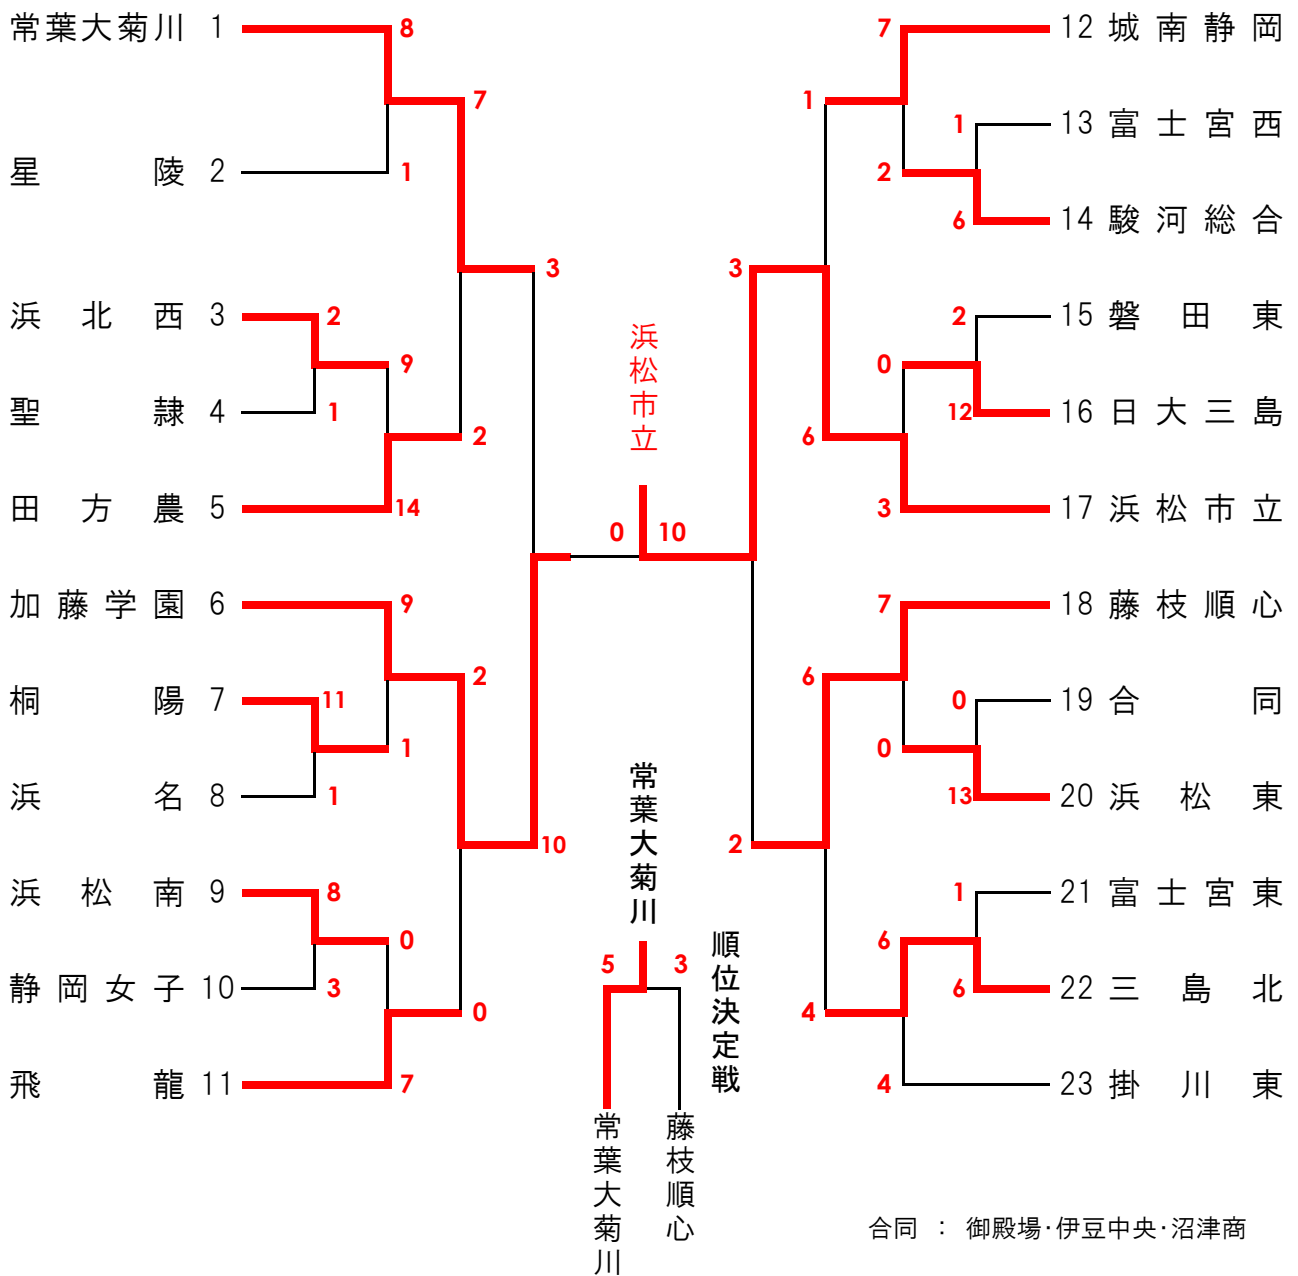 常葉大菊川 1
8
7
星陵 2
1
浜北西 3
2
9
聖隷 4
1
3
2
田方農 5
14
加藤学園 6
9
2
桐陽 7
11
1
浜名 8
1
10
浜松南 9
8
0
静岡女子 10
3
0
飛龍 11
7
浜松市立
0 10
常葉大菊川
5 3
順位決定戦
常葉大菊川
藤枝順心
7
12 城南静岡
1
1
13 富士宮西
2
6
14 駿河総合
3
2
15 磐田東
0
12
16 日大三島
6
3
17 浜松市立
7
18 藤枝順心
6
0
19 合同
0
13
20 浜松東
2
1
21 富士宮東
6
6
22 三島北
4
4
23 掛川東
合同 : 御殿場・伊豆中央・沼津商